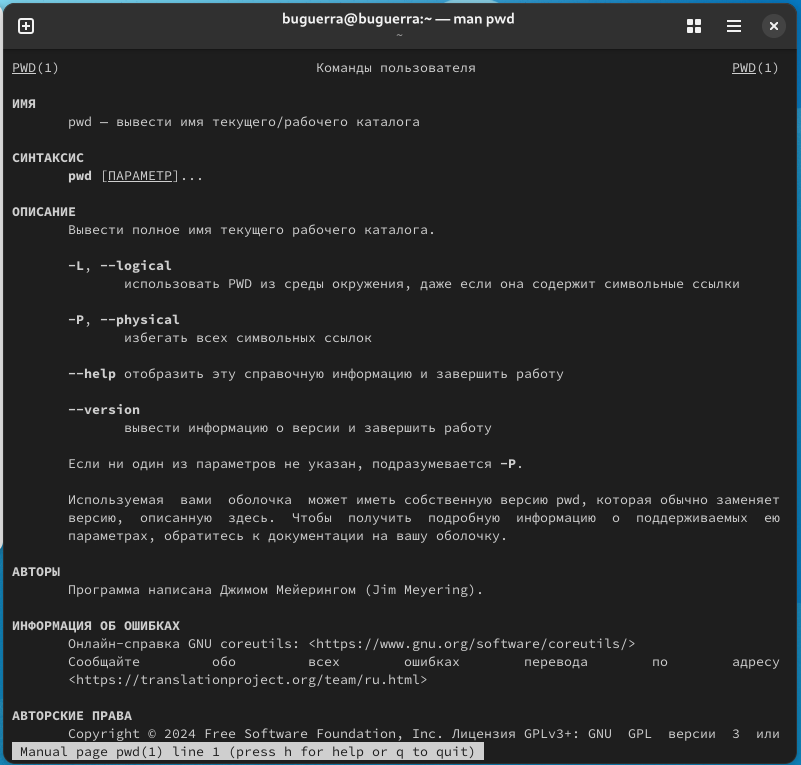 buguerra@buguerra:~ — man pwd
~
PWD(1) Команды пользователя PWD(1)
ИМЯ
pwd — вывести имя текущего/рабочего каталога
СИНТАКСИС
pwd [ПАРАМЕТР]...
ОПИСАНИЕ
Вывести полное имя текущего рабочего каталога.
-L, --logical
использовать PWD из среды окружения, даже если она содержит символьные ссылки
-P, --physical
избегать всех символьных ссылок
--help отобразить эту справочную информацию и завершить работу
--version
вывести информацию о версии и завершить работу
Если ни один из параметров не указан, подразумевается -P.
Используемая вами оболочка может иметь собственную версию pwd, которая обычно заменяет
версию, описанную здесь. Чтобы получить подробную информацию о поддерживаемых ею
параметрах, обратитесь к документации на вашу оболочку.
АВТОРЫ
Программа написана Джимом Мейерингом (Jim Meyering).
ИНФОРМАЦИЯ ОБ ОШИБКАХ
Онлайн-справка GNU coreutils: <https://www.gnu.org/software/coreutils/>
Сообщайте обо всех ошибках перевода по адресу
<https://translationproject.org/team/ru.html>
АВТОРСКИЕ ПРАВА
Copyright © 2024 Free Software Foundation, Inc. Лицензия GPLv3+: GNU GPL версии 3 или
Manual page pwd(1) line 1 (press h for help or q to quit)